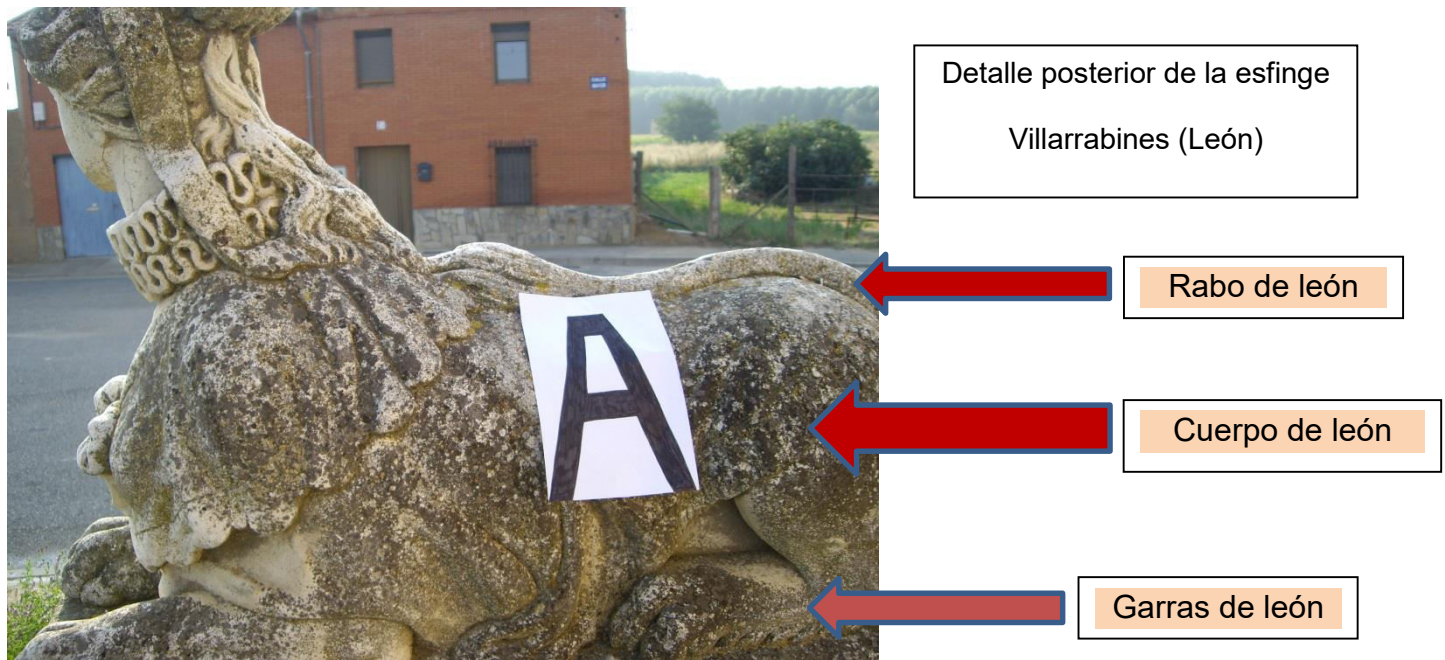 Detalle posterior de la esfinge
Villarrabines (León)
Rabo de león
A
Cuerpo de león
Garras de león